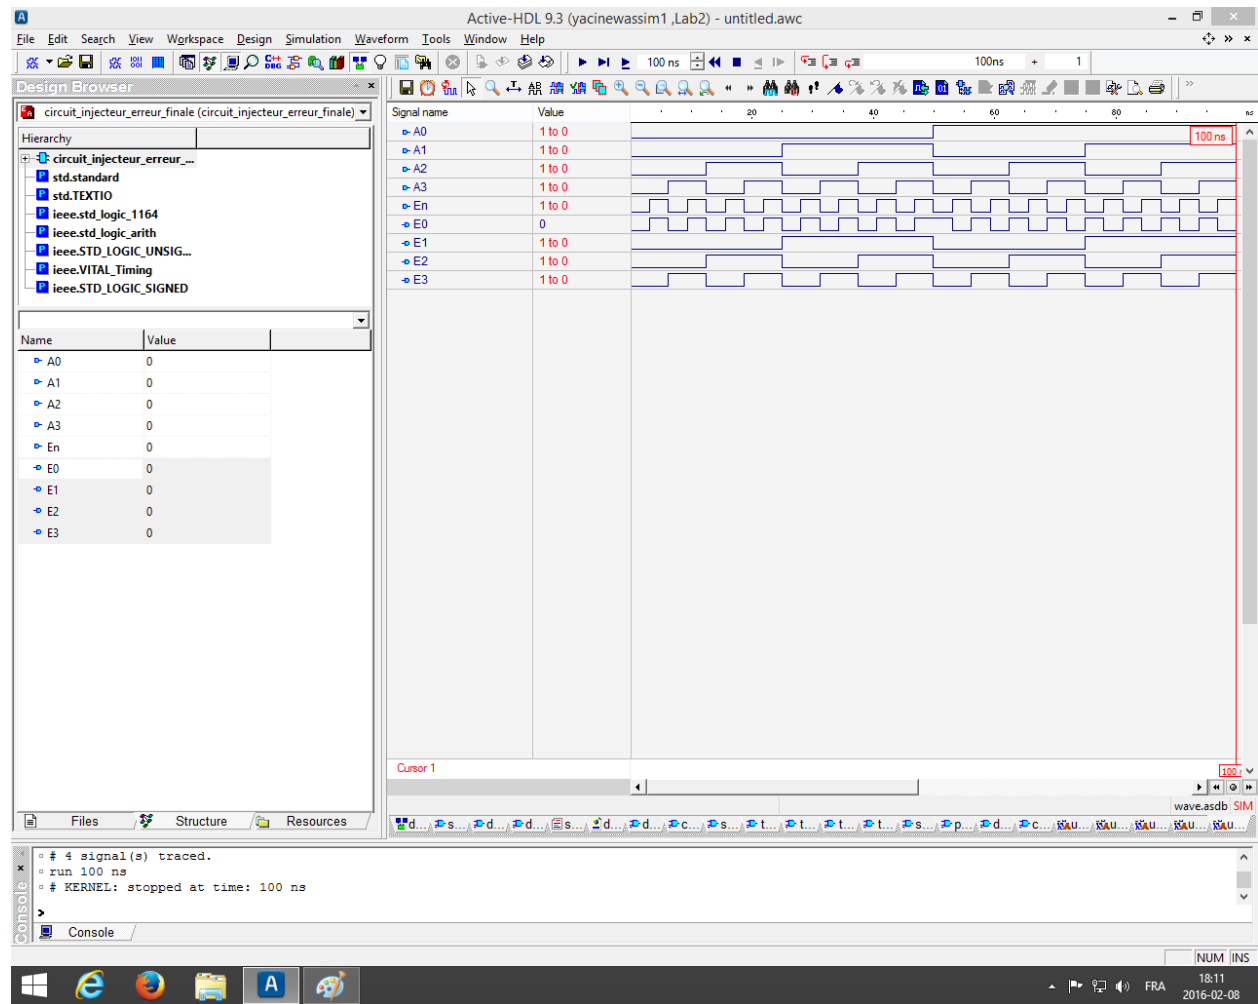 Active-HDL 9.3 (yacinewassim1 ,Lab2) - untitled.awc
File Edit Search View Workspace Design Simulation Waveform Tools Window Help
100 ns 100ns + 1
Design Browser
circuit_injecteur_erreur_finale (circuit_injecteur_erreur_finale)
Hierarchy
circuit_injecteur_erreur_...
std.standard
std.TEXTIO
ieee.std_logic_1164
ieee.std_logic_arith
ieee.STD_LOGIC_UNSIG...
ieee.VITAL_Timing
ieee.STD_LOGIC_SIGNED
Name Value
A0 0
A1 0
A2 0
A3 0
En 0
E0 0
E1 0
E2 0
E3 0
Files Structure Resources
Signal name Value 20 40 60 80 ns
100 ns
A0 1 to 0
A1 1 to 0
A2 1 to 0
A3 1 to 0
En 1 to 0
E0 0
E1 1 to 0
E2 1 to 0
E3 1 to 0
Cursor 1
wave.asdb SIM
d... s... d... d... s... d... d... c... s... t... t... t... t... s... p... d... c... u... u... u... u...
# 4 signal(s) traced.
run 100 ns
# KERNEL: stopped at time: 100 ns
>
Console
Console
NUM INS
FRA 18:11
2016-02-08